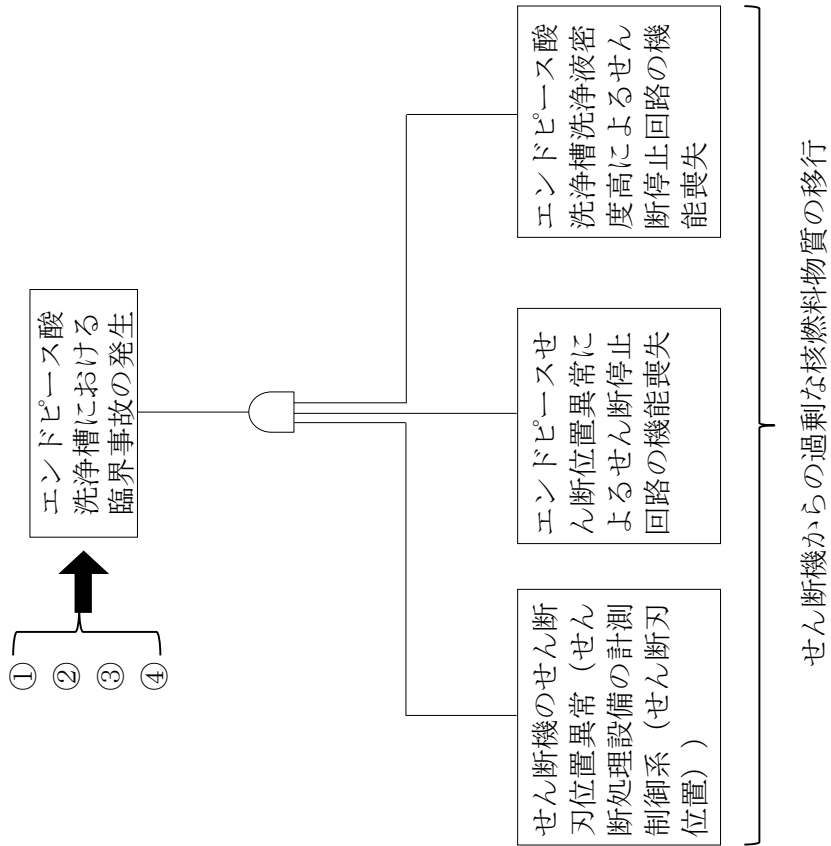 ①
②
③
④
エンドピース酸
洗浄槽における
臨界事故の発生
せん断機のせん断
刃位置異常（せん
断処理設備の計測
制御系（せん断刃
位置））
エンドピースせ
ん断位置異常に
よるせん断停止
回路の機能喪失
エンドピース酸
洗浄槽洗浄液密
度高によるせん
断停止回路の機
能喪失
せん断機からの過剰な核燃料物質の移行